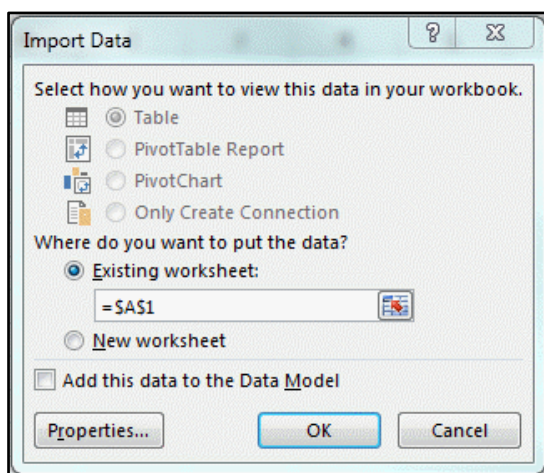 Import Data
?
Select how you want to view this data in your workbook.
Table
PivotTable Report
PivotChart
Only Create Connection
Where do you want to put the data?
Existing worksheet:
=$A$1
New worksheet
Add this data to the Data Model
Properties... OK Cancel